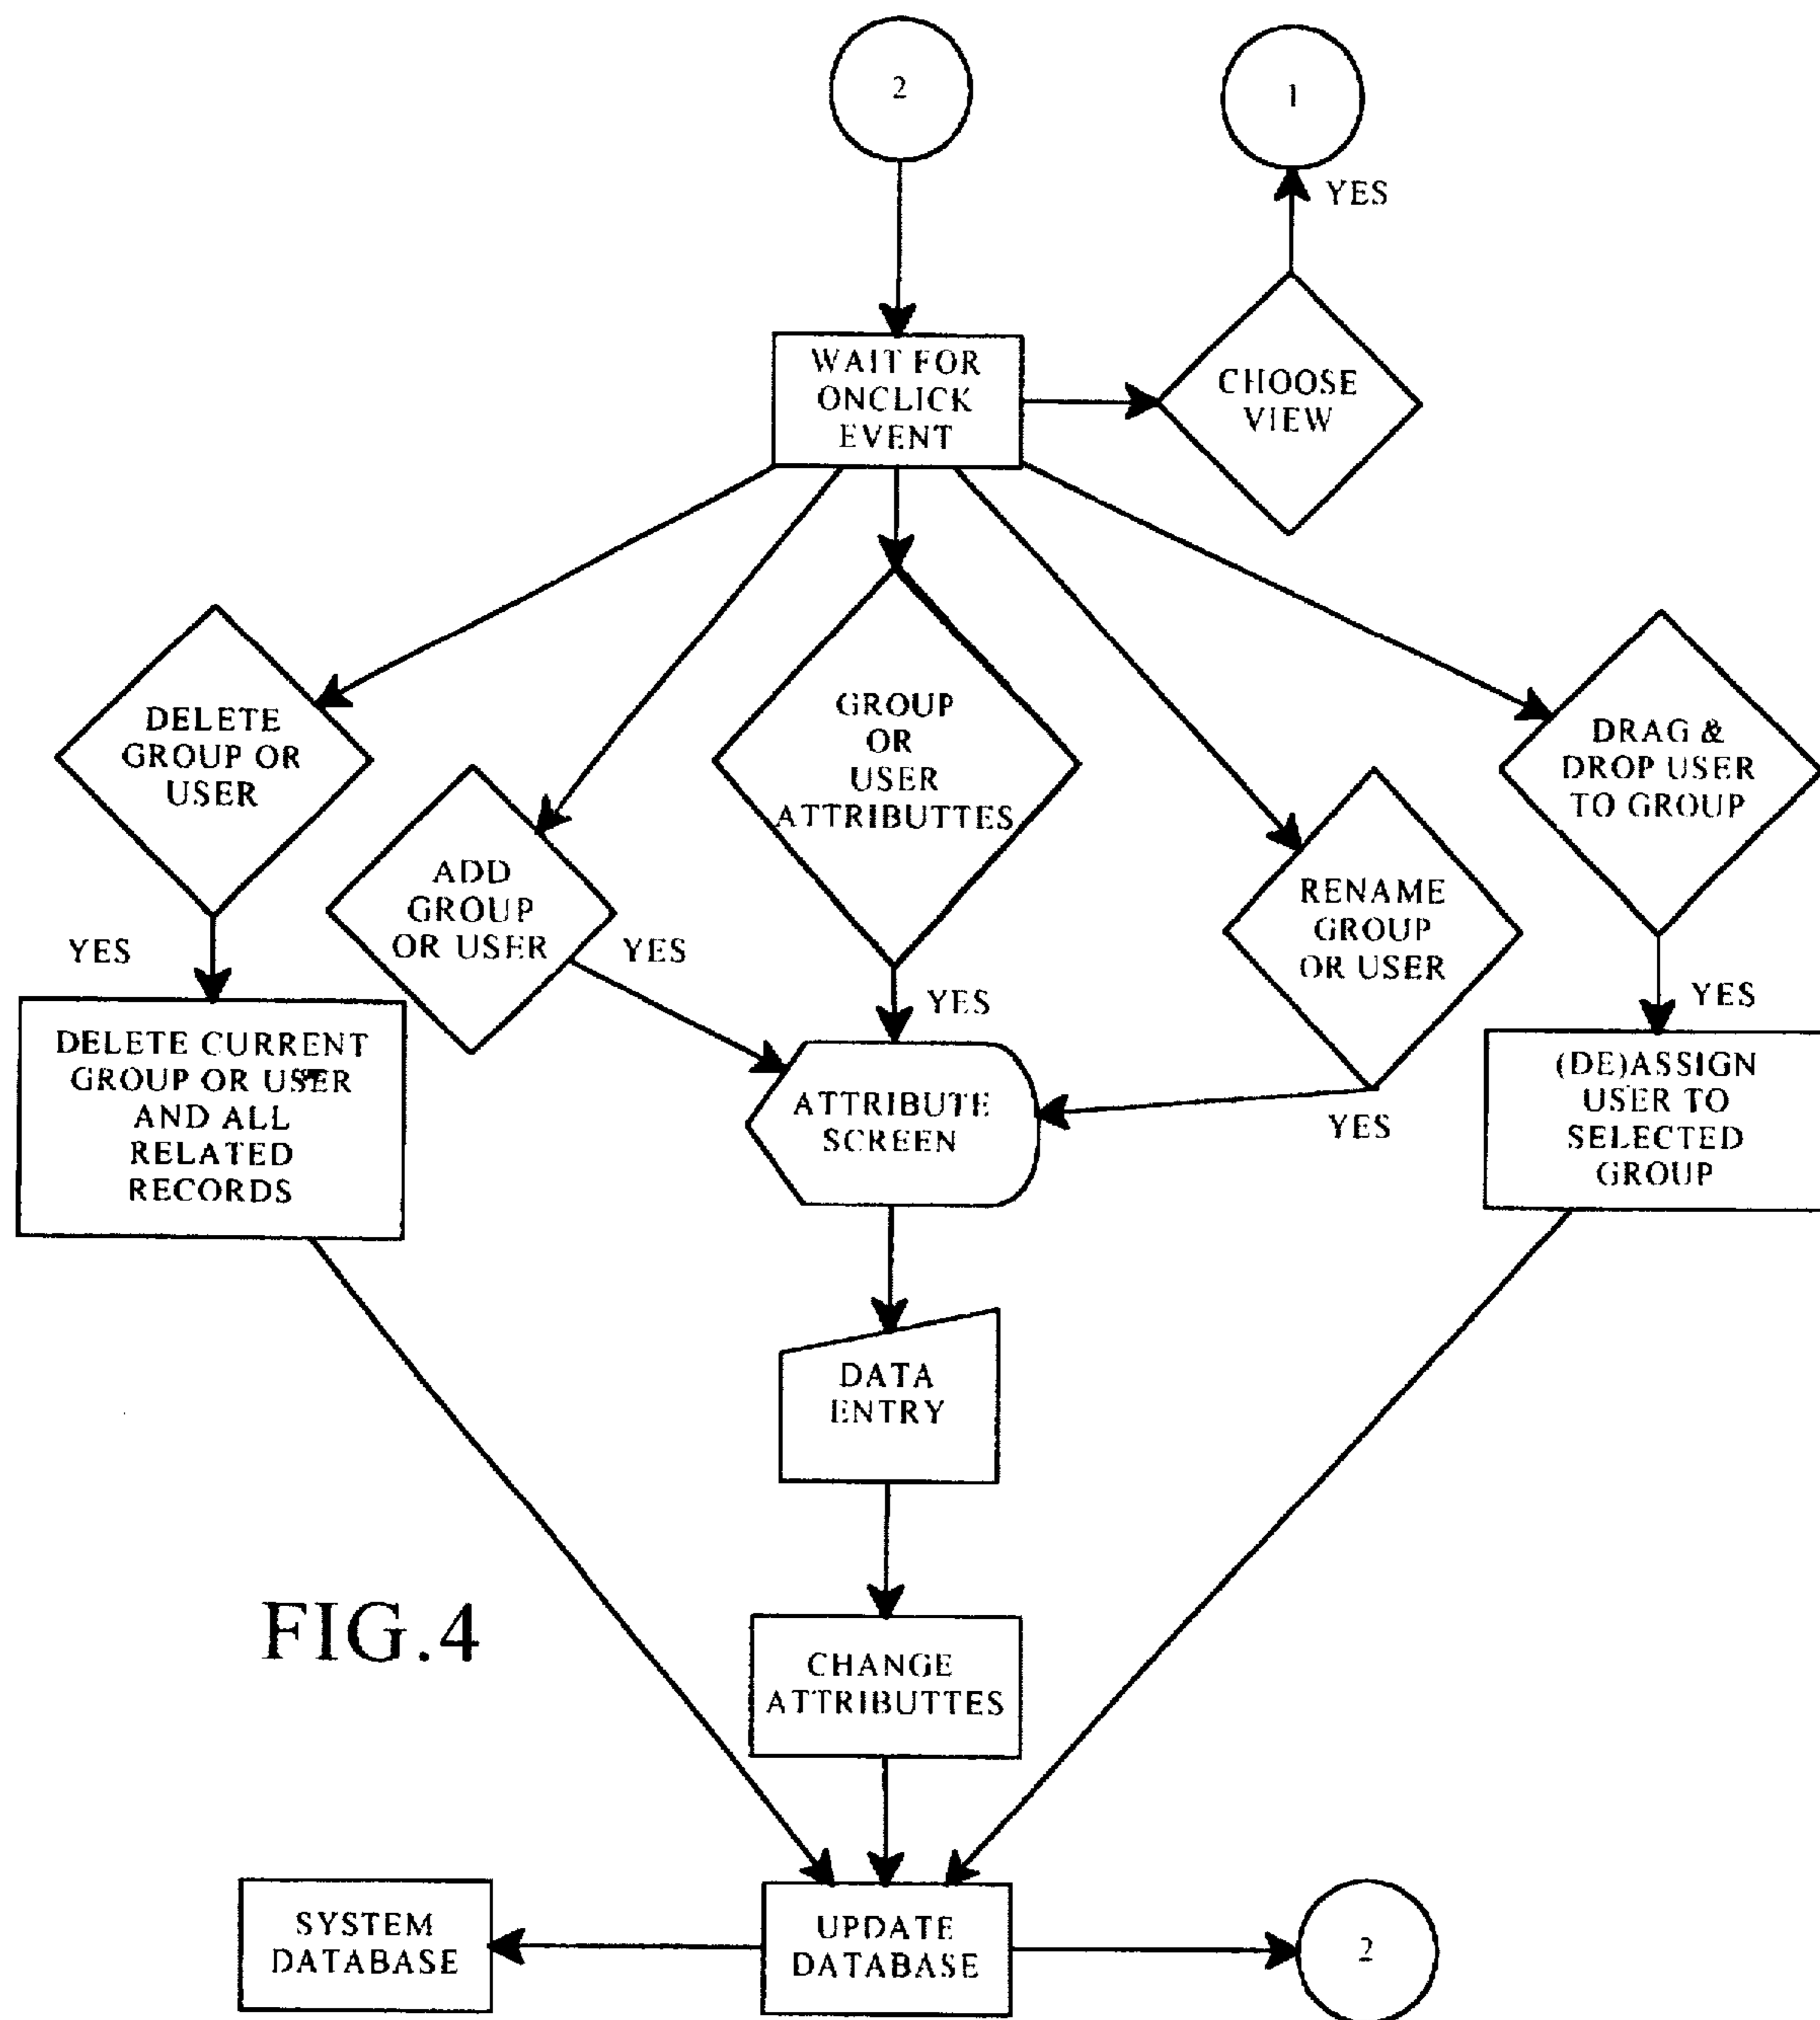 2
1
YES
WAIT FOR
ONCLICK
EVENT
CHOOSE
VIEW
DELETE
GROUP OR
USER
ADD
GROUP
OR USER
GROUP
OR
USER
ATTRIBUTTES
RENAME
GROUP
OR USER
DRAG &
DROP USER
TO GROUP
YES
YES
YES
YES
YES
DELETE CURRENT
GROUP OR USER
AND ALL
RELATED
RECORDS
ATTRIBUTE
SCREEN
(DE)ASSIGN
USER TO
SELECTED
GROUP
DATA
ENTRY
FIG.4
CHANGE
ATTRIBUTTES
SYSTEM
DATABASE
UPDATE
DATABASE
2